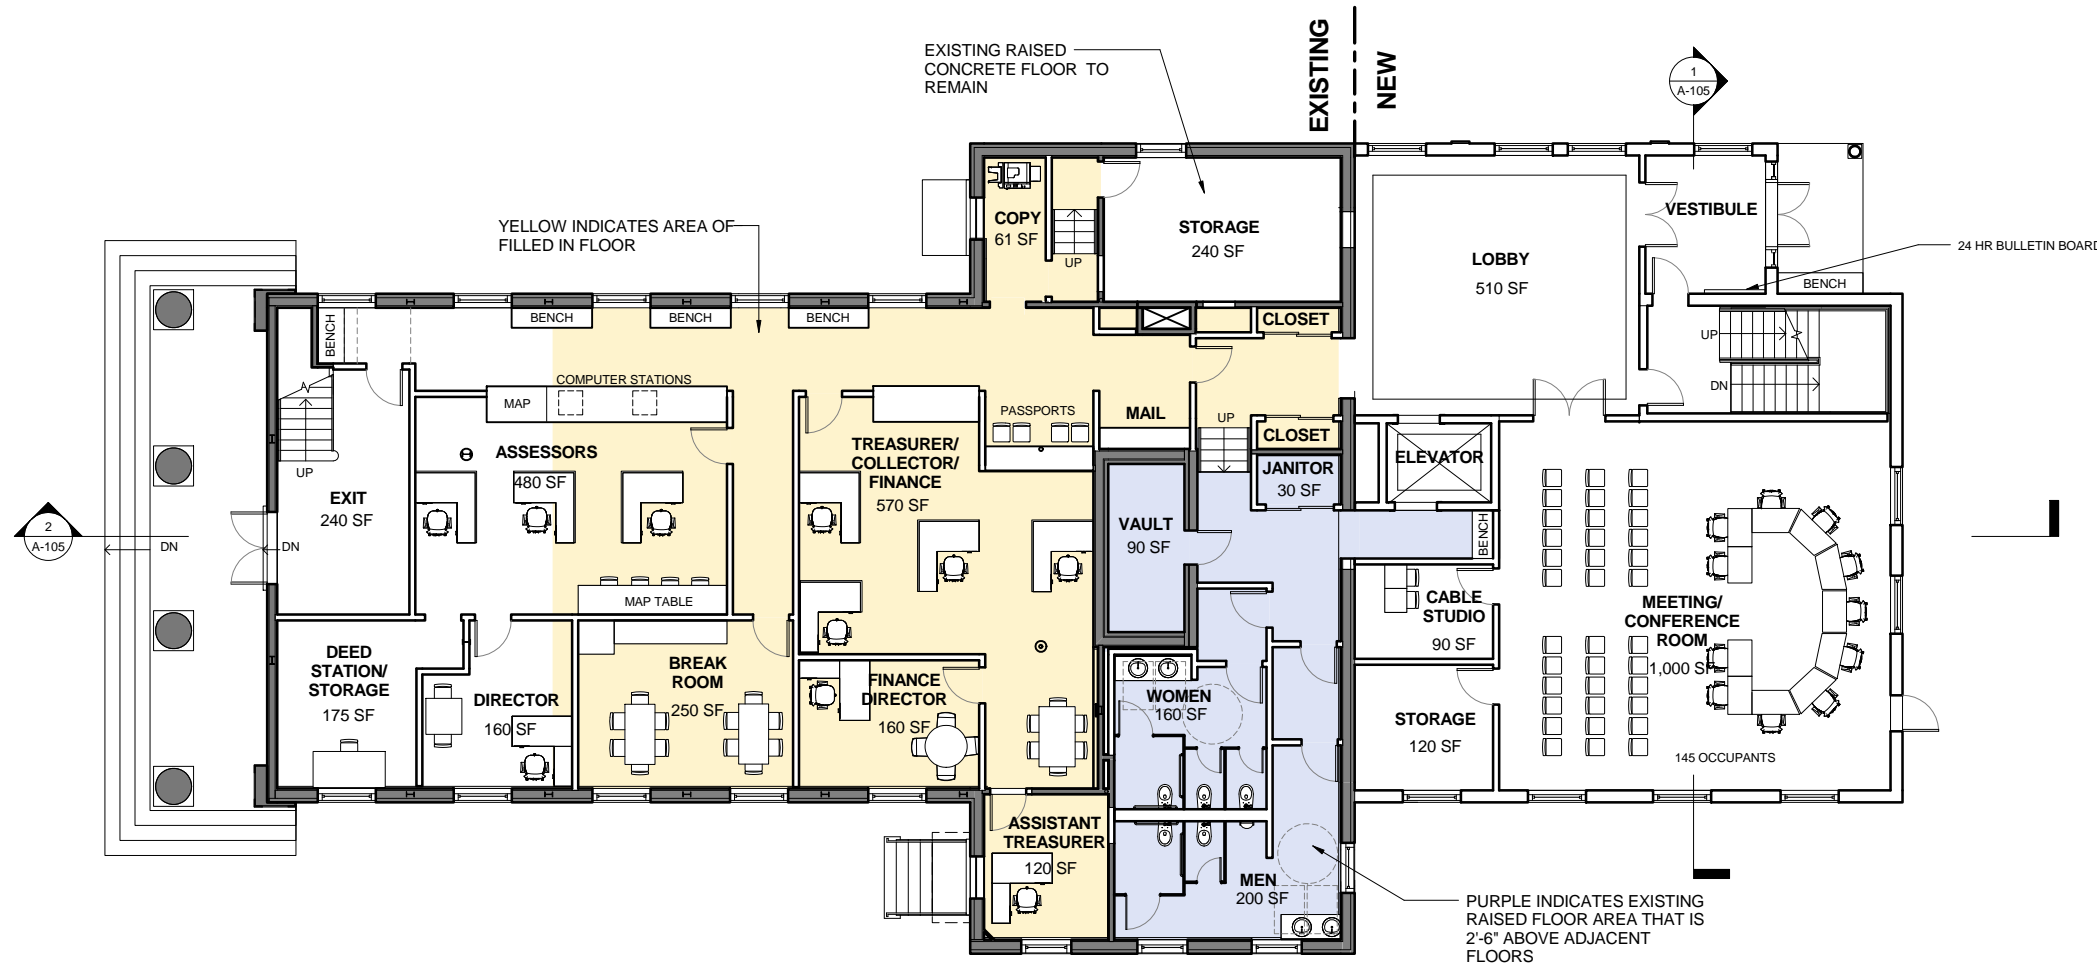 EXISTING RAISED
CONCRETE FLOOR TO
REMAIN
EXISTING
NEW
1
A-105
YELLOW INDICATES AREA OF
FILLED IN FLOOR
COPY
61 SF
UP
STORAGE
240 SF
LOBBY
510 SF
VESTIBULE
24 HR BULLETIN BOARD
BENCH
BENCH
BENCH
BENCH
BENCH
CLOSET
UP
DN
COMPUTER STATIONS
MAP
PASSPORTS
MAIL
UP
CLOSET
UP
EXIT
240 SF
ASSESSORS
480 SF
TREASURER/
COLLECTOR/
FINANCE
570 SF
JANITOR
30 SF
ELEVATOR
VAULT
90 SF
BENCH
2
A-105
DN
DN
MAP TABLE
CABLE
STUDIO
90 SF
MEETING/
CONFERENCE
ROOM
1,000 SF
DEED
STATION/
STORAGE
175 SF
DIRECTOR
160 SF
BREAK
ROOM
250 SF
FINANCE
DIRECTOR
160 SF
WOMEN
160 SF
STORAGE
120 SF
145 OCCUPANTS
ASSISTANT
TREASURER
120 SF
MEN
200 SF
PURPLE INDICATES EXISTING
RAISED FLOOR AREA THAT IS
2'-6" ABOVE ADJACENT
FLOORS